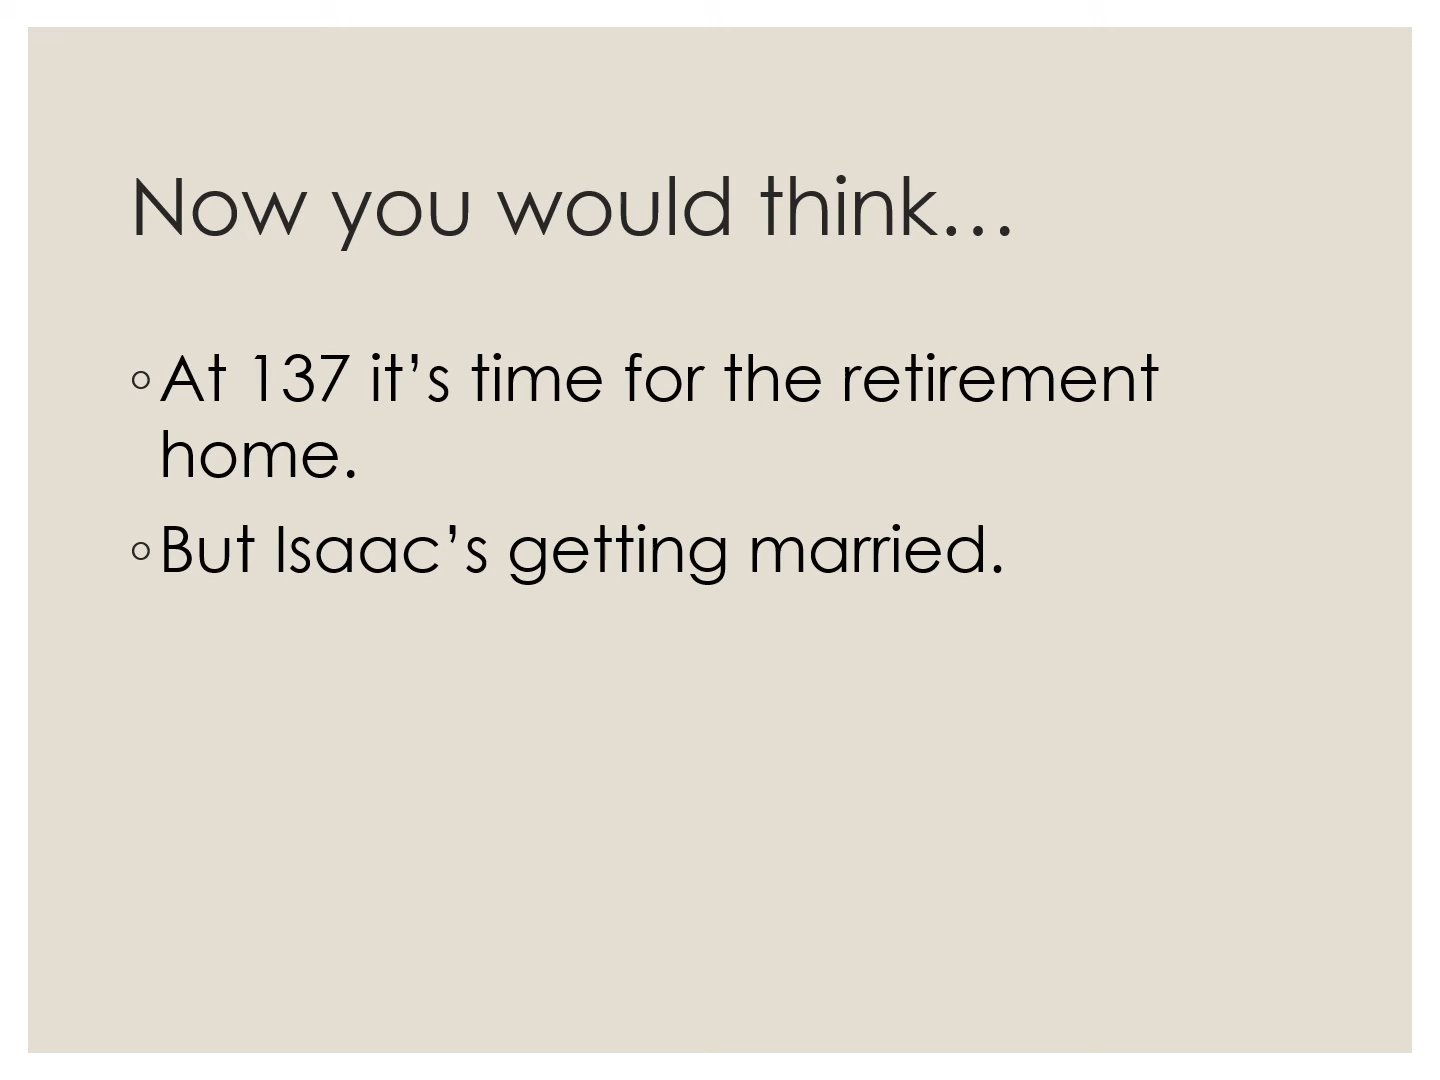 Now you would think…
◦At 137 it’s time for the retirement
home.
◦But Isaac’s getting married.